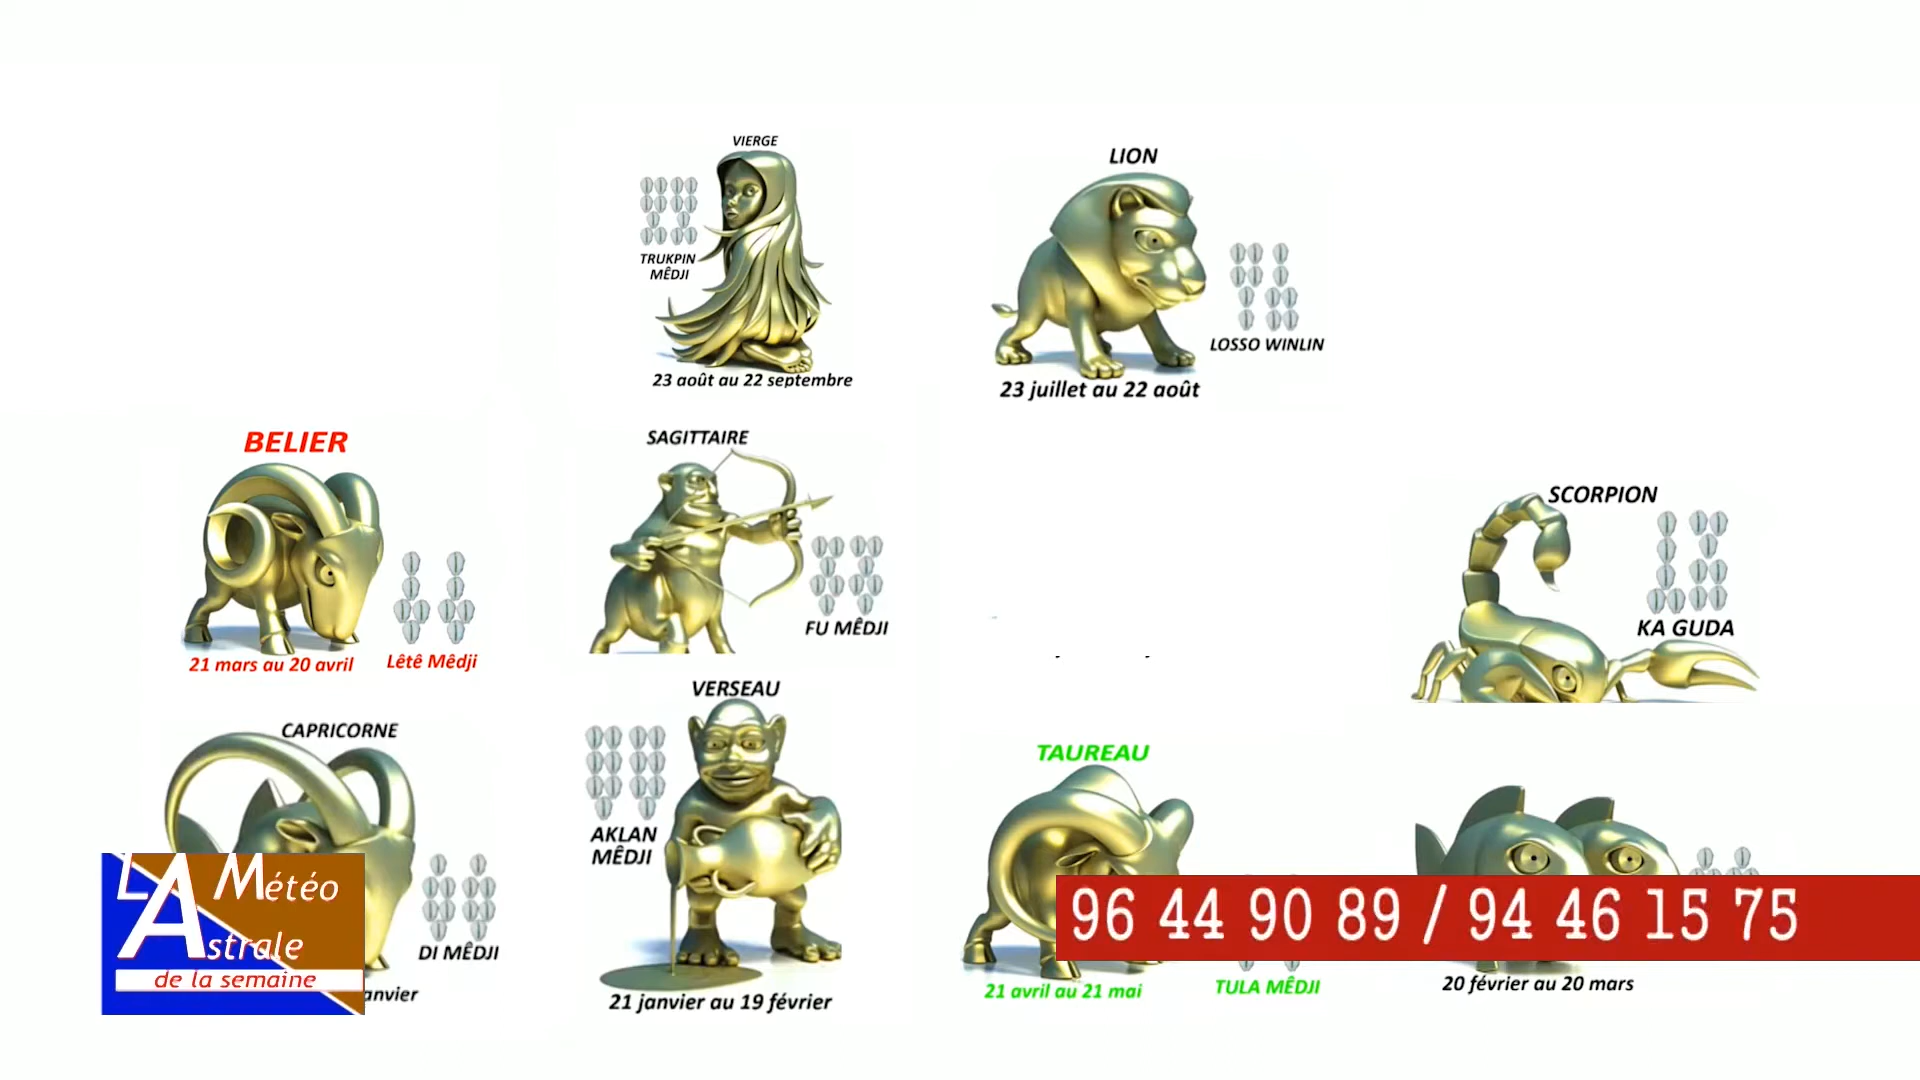 VIERGE
TRUKPIN
MÊDJI
23 août au 22 septembre
LION
LOSSO WINLIN
23 juillet au 22 août
BELIER
21 mars au 20 avril
Lêtê Mêdji
SAGITTAIRE
FU MÊDJI
SCORPION
KA GUDA
CAPRICORNE
DI MÊDJI
anvier
VERSEAU
AKLAN
MÊDJI
21 janvier au 19 février
TAUREAU
21 avril au 21 mai
TULA MÊDJI
20 février au 20 mars
LA Météo
Astrale
de la semaine
96 44 90 89 / 94 46 15 75